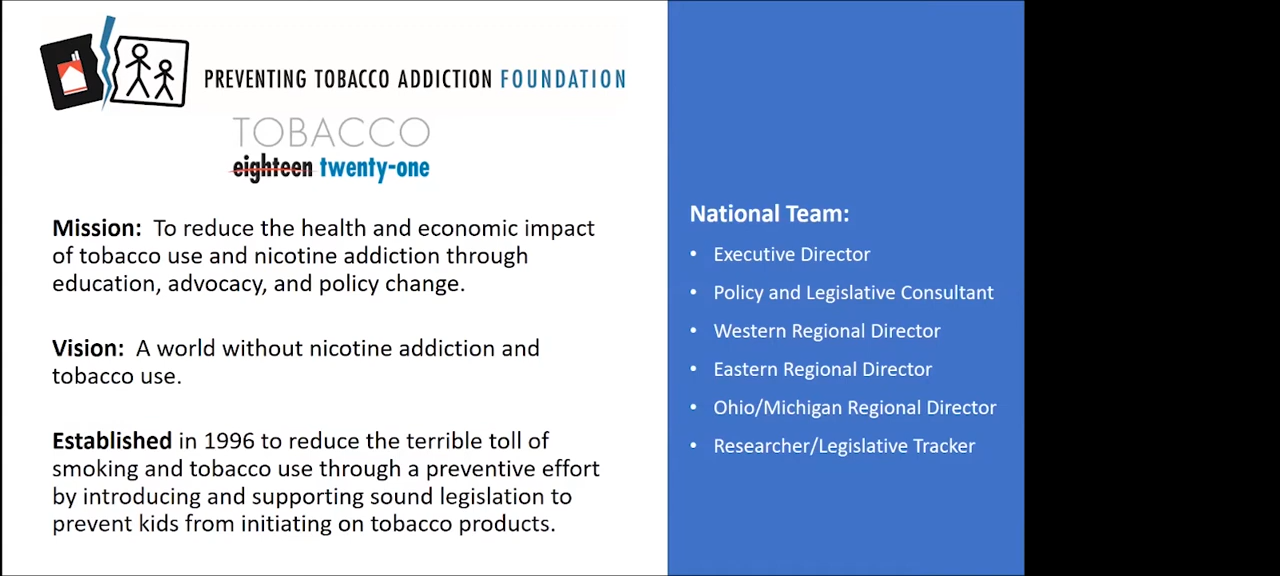 PREVENTING TOBACCO ADDICTION FOUNDATION
TOBACCO
eighteen twenty-one
Mission: To reduce the health and economic impact
of tobacco use and nicotine addiction through
education, advocacy, and policy change.
Vision: A world without nicotine addiction and
tobacco use.
Established in 1996 to reduce the terrible toll of
smoking and tobacco use through a preventive effort
by introducing and supporting sound legislation to
prevent kids from initiating on tobacco products.
National Team:
• Executive Director
• Policy and Legislative Consultant
• Western Regional Director
• Eastern Regional Director
• Ohio/Michigan Regional Director
• Researcher/Legislative Tracker